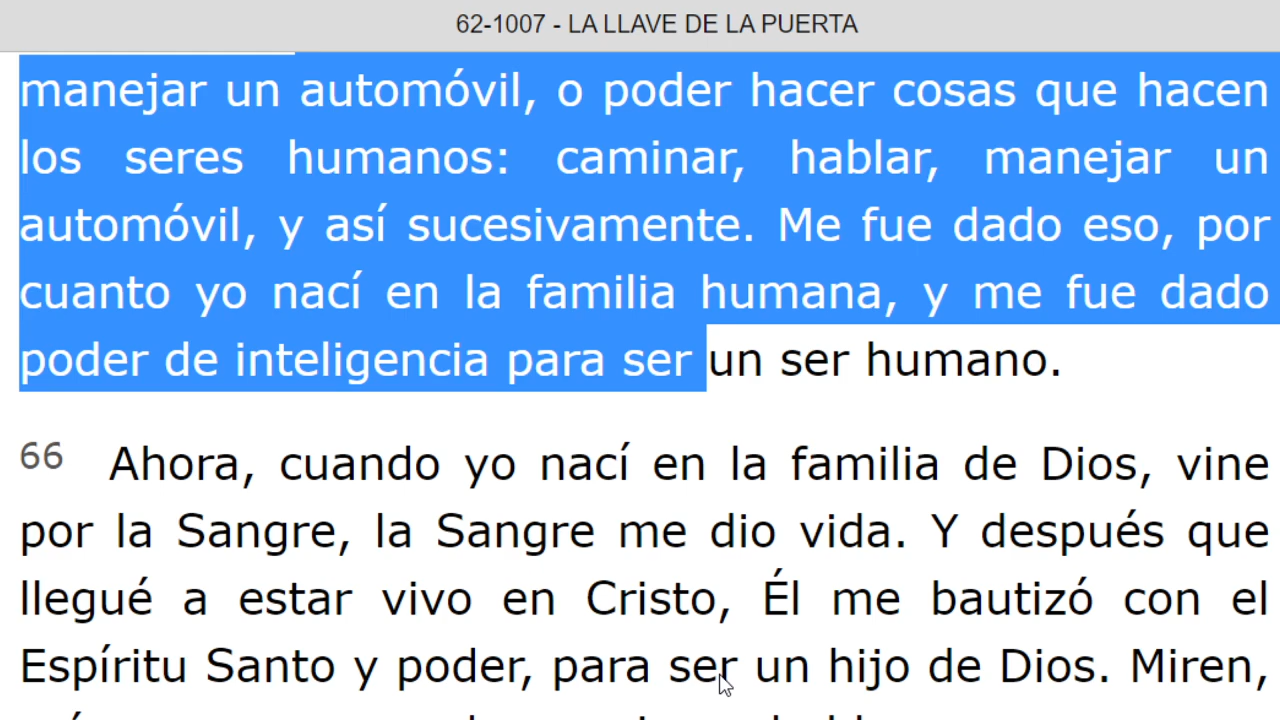 62-1007 - LA LLAVE DE LA PUERTA
manejar un automóvil, o poder hacer cosas que hacen
los seres humanos: caminar, hablar, manejar un
automóvil, y así sucesivamente. Me fue dado eso, por
cuanto yo nací en la familia humana, y me fue dado
poder de inteligencia para ser un ser humano.
66 Ahora, cuando yo nací en la familia de Dios, vine
por la Sangre, la Sangre me dio vida. Y después que
llegué a estar vivo en Cristo, Él me bautizó con el
Espíritu Santo y poder, para ser un hijo de Dios. Miren,